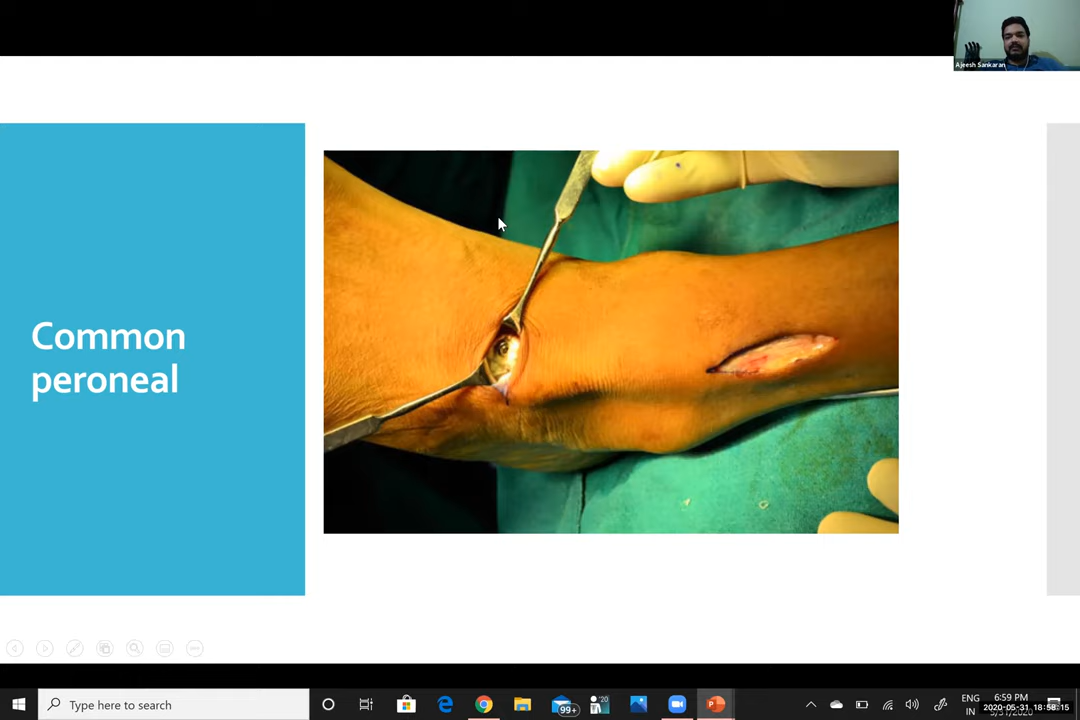 Ajeesh Sankaran
Common
peroneal
Type here to search
99+
'20
ENG
IN
6:59 PM
2020-05-31 18:58:15